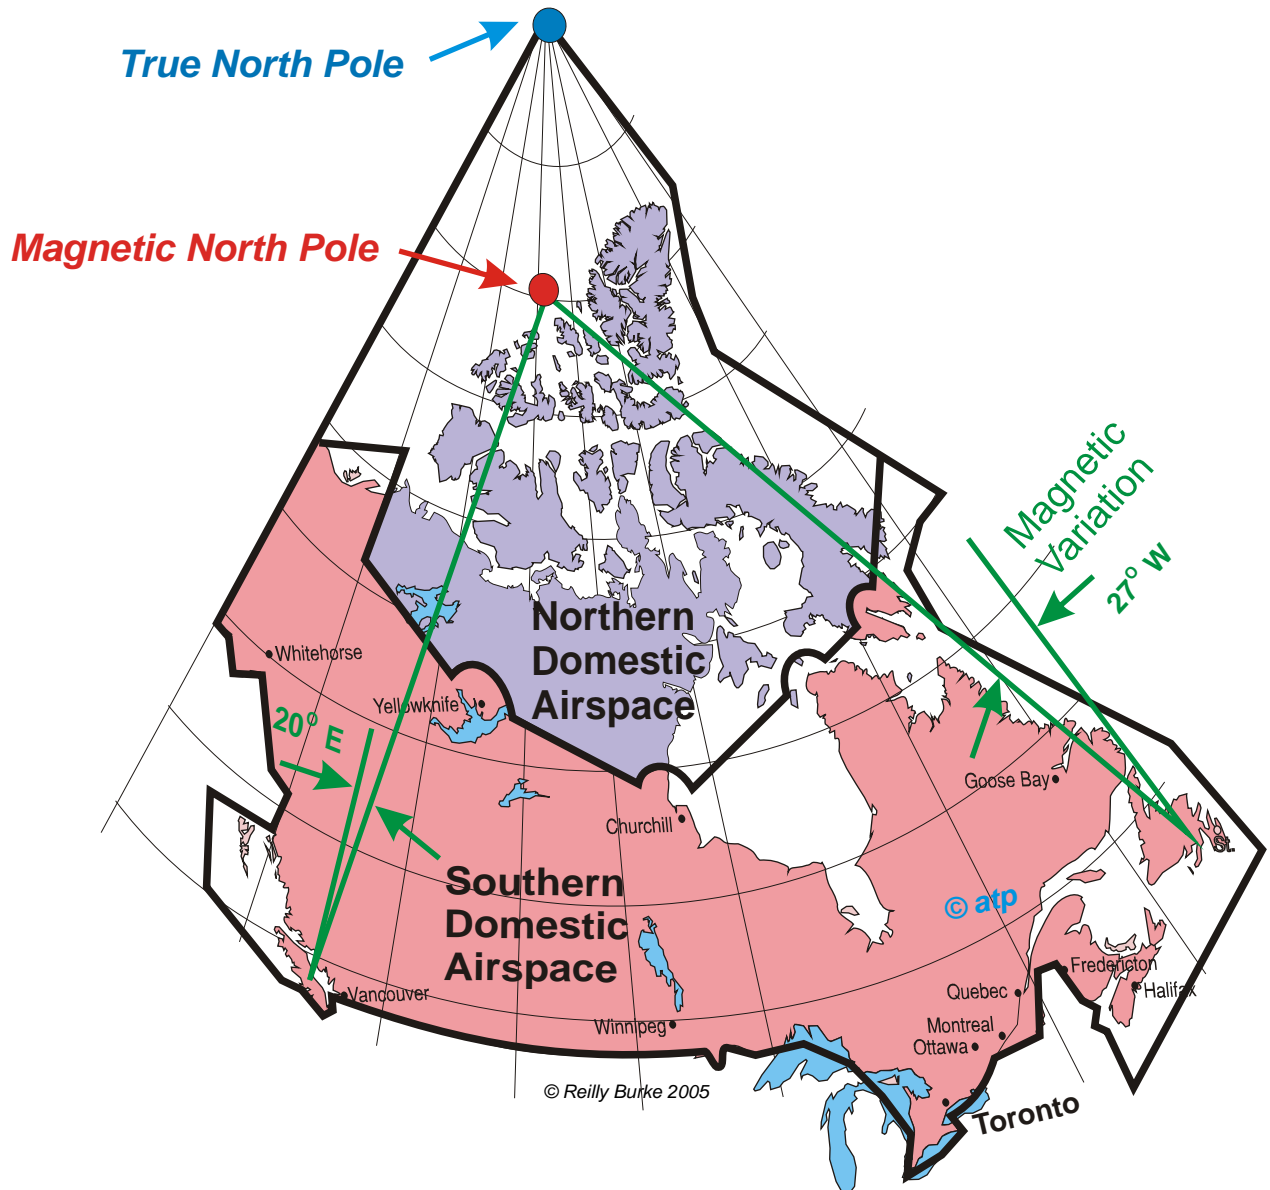 True North Pole
Magnetic North Pole
Magnetic
Variation
27° W
Northern
Domestic
Airspace
Whitehorse
Yellowknife
20° E
Goose Bay
Churchill
St.
Southern
Domestic
Airspace
© atp
Fredericton
Vancouver
Quebec
Halifax
Winnipeg
Montreal
Ottawa
© Reilly Burke 2005
Toronto